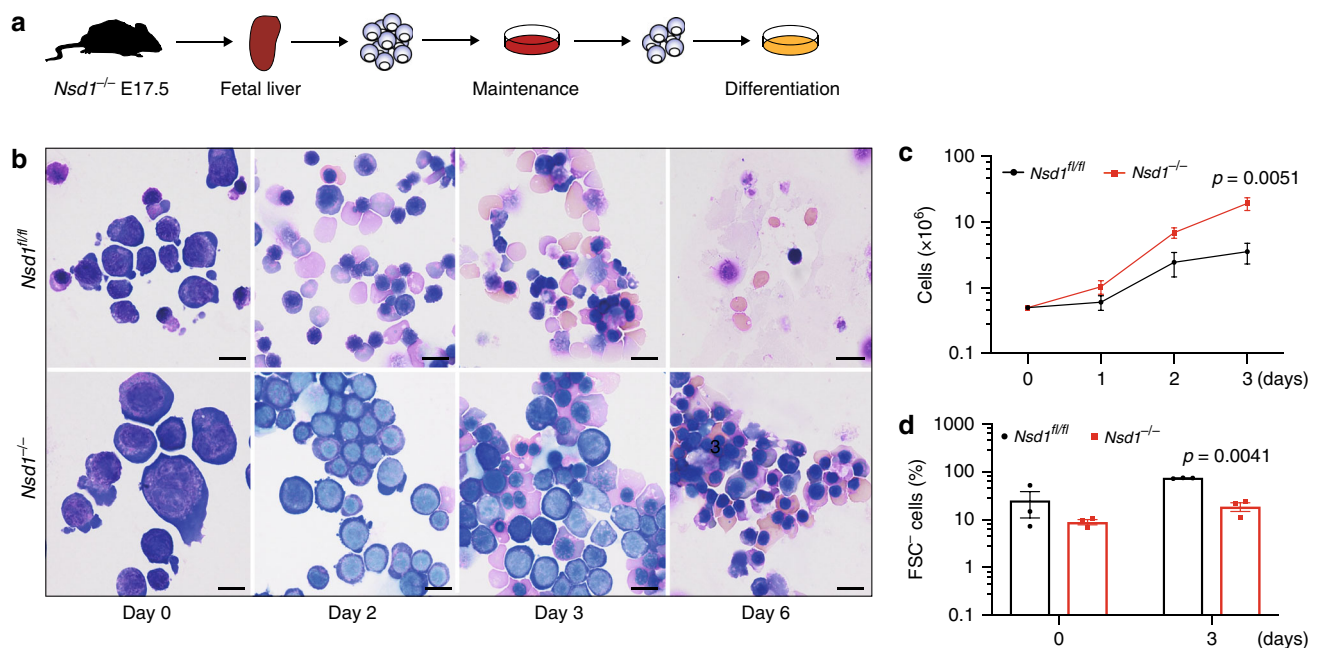 a
Nsd1–/– E17.5
Fetal liver
Maintenance
Differentiation
b
Nsd1fl/fl
Nsd1–/–
3
Day 0
Day 2
Day 3
Day 6
c
Cells (×10⁶)
100
10
1
0.1
Nsd1fl/fl
Nsd1–/–
p = 0.0051
0 1 2 3 (days)
d
FSC– cells (%)
1000
100
10
1
0.1
Nsd1fl/fl
Nsd1–/–
p = 0.0041
0 3 (days)